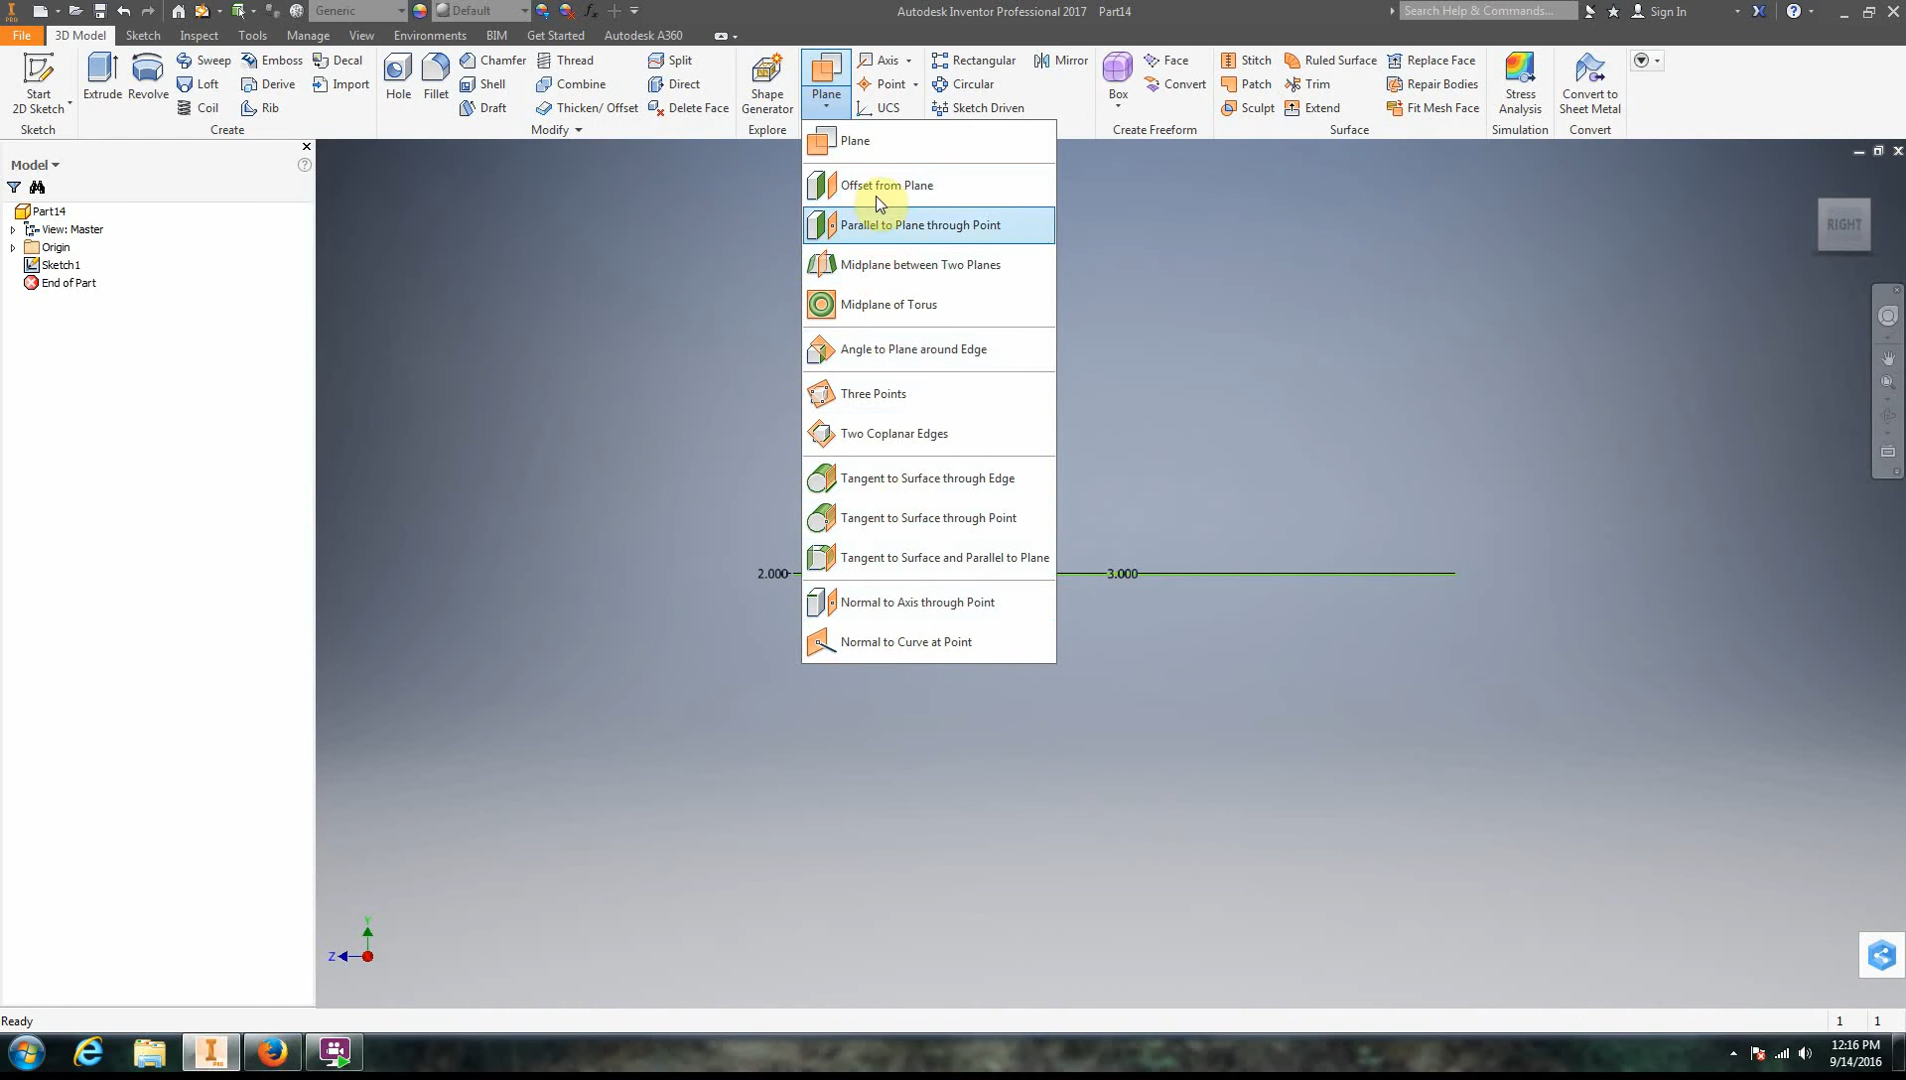 PRO
Generic
Default
Autodesk Inventor Professional 2017 Part14
Search Help & Commands...
Sign In
File
3D Model
Sketch
Inspect
Tools
Manage
View
Environments
BIM
Get Started
Autodesk A360
Start
2D Sketch
Sketch
Extrude
Revolve
Sweep
Loft
Coil
Emboss
Derive
Rib
Decal
Import
Create
Hole
Fillet
Chamfer
Shell
Draft
Thread
Combine
Thicken/ Offset
Split
Direct
Delete Face
Modify
Shape
Generator
Explore
Plane
Axis
Point
UCS
Rectangular
Circular
Sketch Driven
Mirror
Box
Face
Convert
Create Freeform
Stitch
Patch
Sculpt
Ruled Surface
Trim
Extend
Replace Face
Repair Bodies
Fit Mesh Face
Surface
Stress
Analysis
Simulation
Convert to
Sheet Metal
Convert
Model
Part14
View: Master
Origin
Sketch1
End of Part
Plane
Offset from Plane
Parallel to Plane through Point
Midplane between Two Planes
Midplane of Torus
Angle to Plane around Edge
Three Points
Two Coplanar Edges
Tangent to Surface through Edge
Tangent to Surface through Point
Tangent to Surface and Parallel to Plane
Normal to Axis through Point
Normal to Curve at Point
RIGHT
2.000
3.000
Y
Z
Ready
1 1
12:16 PM
9/14/2016